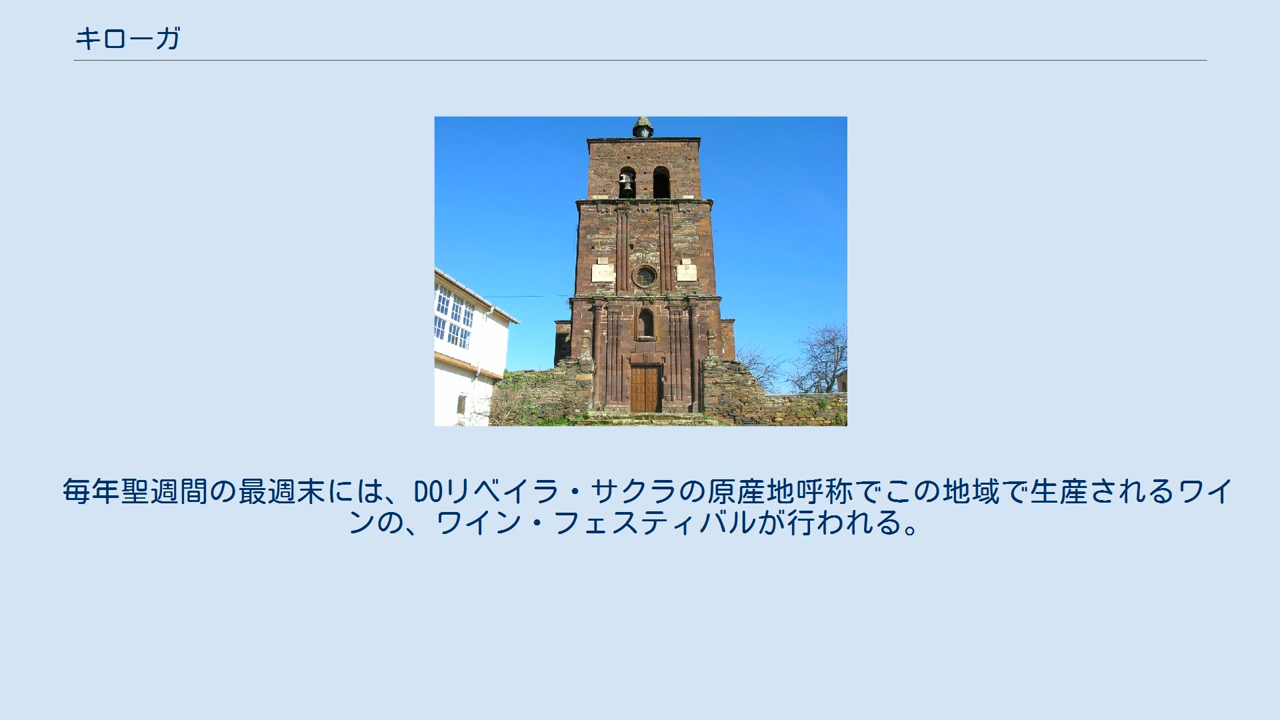 キローガ
毎年聖週間の最週末には、DOリベイラ・サクラの原産地呼称でこの地域で生産されるワイ
ンの、ワイン・フェスティバルが行われる。